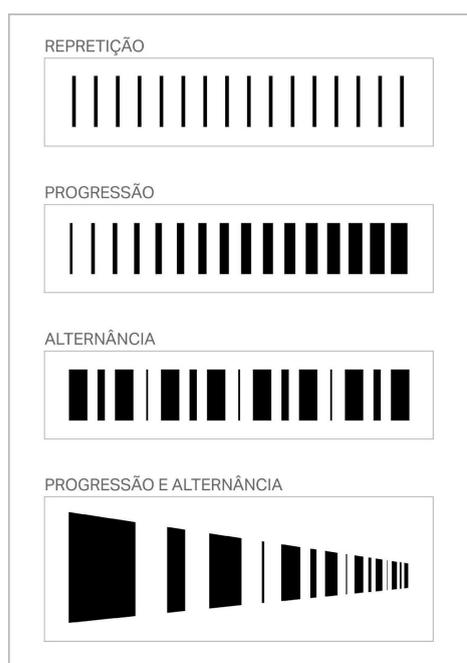 REPRETIÇÃO
PROGRESSÃO
ALTERNÂNCIA
PROGRESSÃO E ALTERNÂNCIA